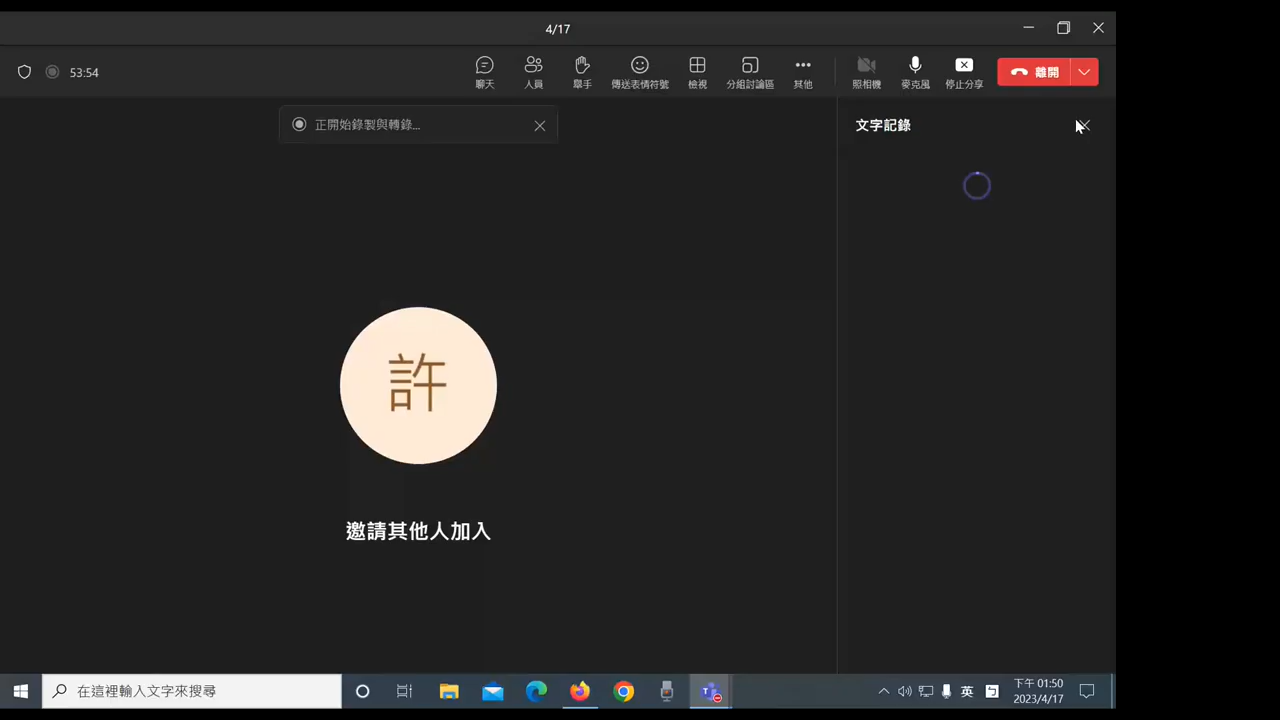 4/17
53:54
聊天
人員
舉手
傳送表情符號
檢視
分組討論區
其他
照相機
麥克風
停止分享
離開
正開始錄製與轉錄...
文字記錄
許
邀請其他人加入
在這裡輸入文字來搜尋
英
下午 01:50
2023/4/17